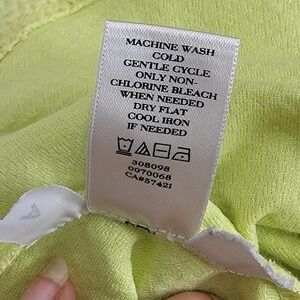 MACHINE WASH
COLD
GENTLE CYCLE
ONLY NON-
CHLORINE BLEACH
WHEN NEEDED
DRY FLAT
COOL IRON
IF NEEDED
308098
0070068
CA#57421